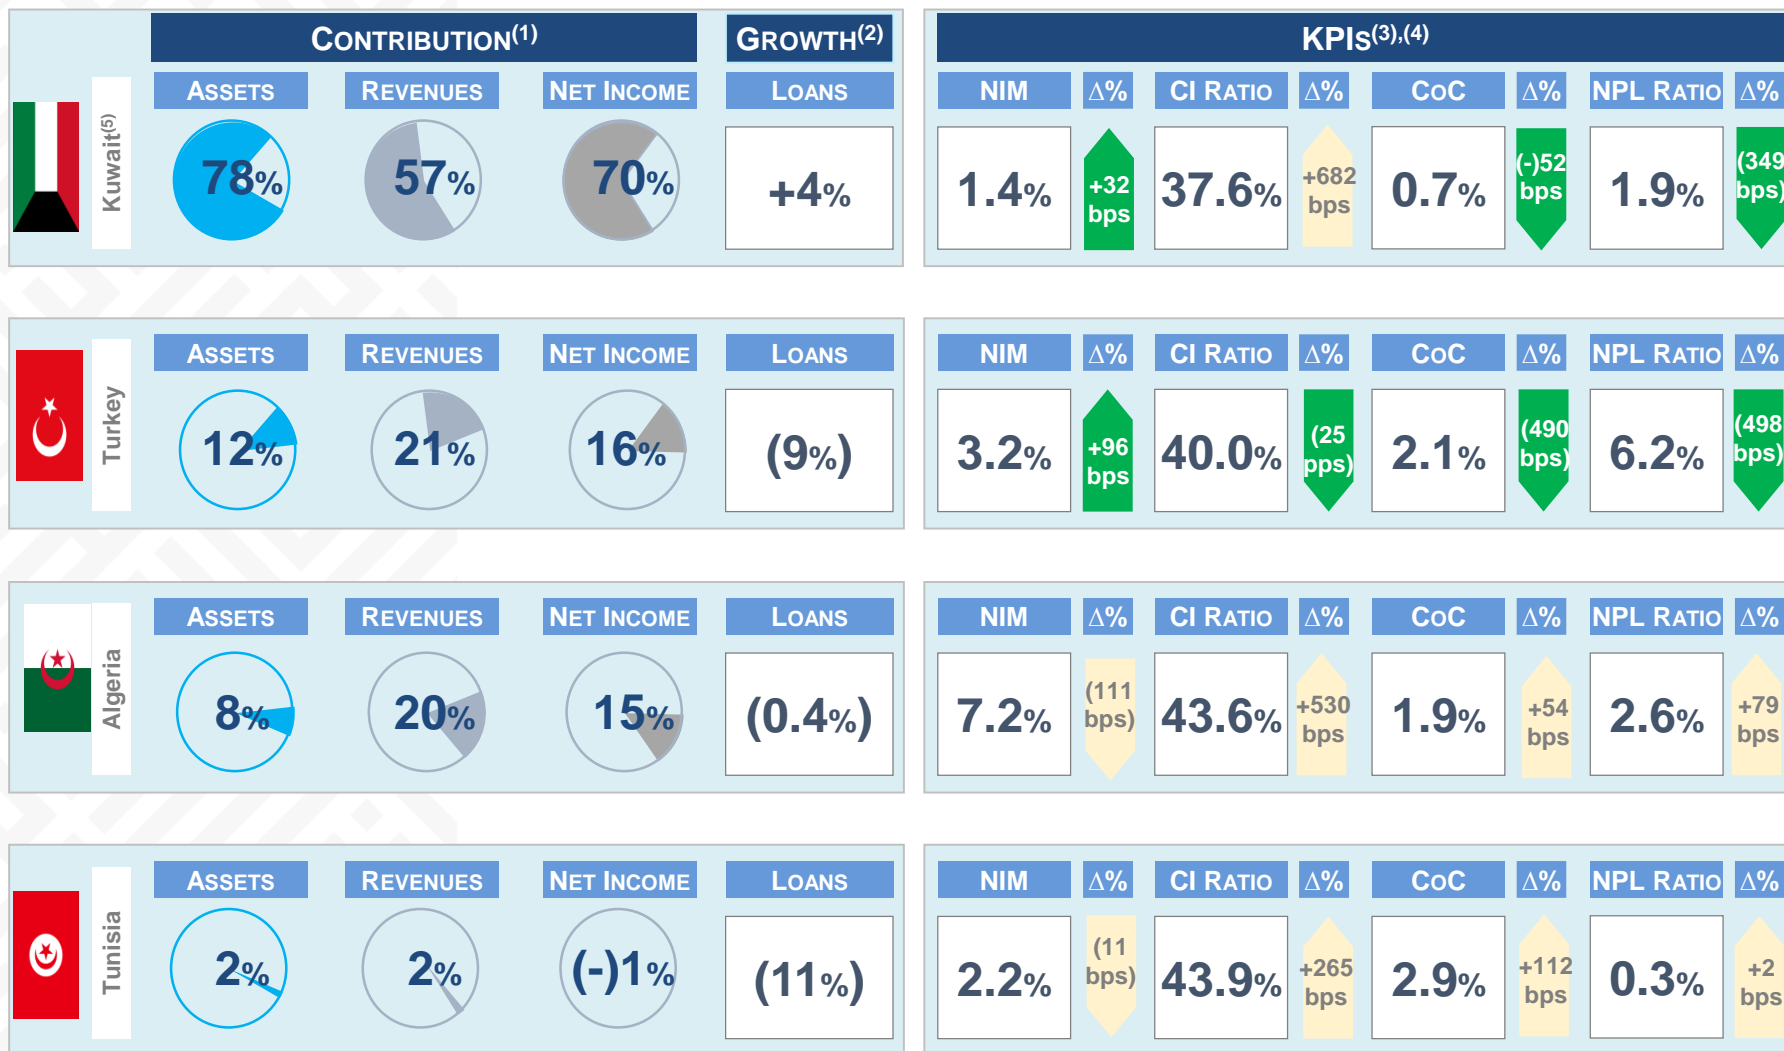 CONTRIBUTION(1) GROWTH(2) KPIS(3),(4)
Kuwait(5)
ASSETS REVENUES NET INCOME LOANS NIM Δ% CI RATIO Δ% COC Δ% NPL RATIO Δ%
78% 57% 70% +4% 1.4% +32 bps 37.6% +682 bps 0.7% (-)52 bps 1.9% (349 bps)
Turkey
ASSETS REVENUES NET INCOME LOANS NIM Δ% CI RATIO Δ% COC Δ% NPL RATIO Δ%
12% 21% 16% (9%) 3.2% +96 bps 40.0% (25 pps) 2.1% (490 bps) 6.2% (498 bps)
Algeria
ASSETS REVENUES NET INCOME LOANS NIM Δ% CI RATIO Δ% COC Δ% NPL RATIO Δ%
8% 20% 15% (0.4%) 7.2% (111 bps) 43.6% +530 bps 1.9% +54 bps 2.6% +79 bps
Tunisia
ASSETS REVENUES NET INCOME LOANS NIM Δ% CI RATIO Δ% COC Δ% NPL RATIO Δ%
2% 2% (-)1% (11%) 2.2% (11 bps) 43.9% +265 bps 2.9% +112 bps 0.3% +2 bps